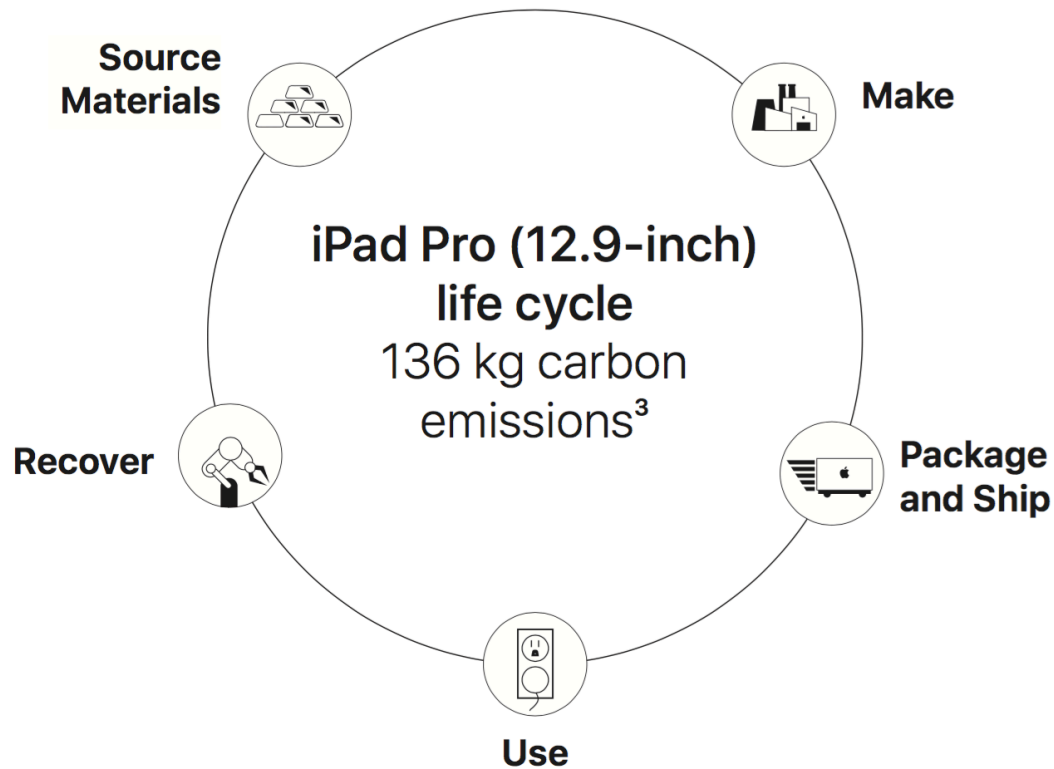 Source
Materials
Make
iPad Pro (12.9-inch)
life cycle
136 kg carbon
emissions³
Recover
Package
and Ship
Use